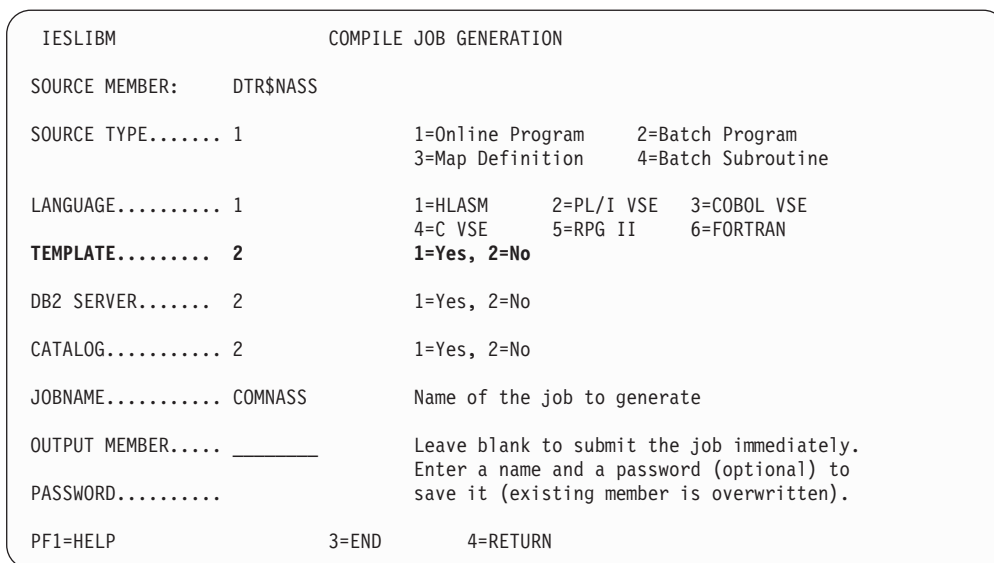 IESLIBM COMPILE JOB GENERATION
SOURCE MEMBER: DTR$NASS
SOURCE TYPE....... 1 1=Online Program 2=Batch Program
3=Map Definition 4=Batch Subroutine
LANGUAGE.......... 1 1=HLASM 2=PL/I VSE 3=COBOL VSE
4=C VSE 5=RPG II 6=FORTRAN
TEMPLATE......... 2 1=Yes, 2=No
DB2 SERVER....... 2 1=Yes, 2=No
CATALOG........... 2 1=Yes, 2=No
JOBNAME........... COMNASS Name of the job to generate
OUTPUT MEMBER..... ________ Leave blank to submit the job immediately.
Enter a name and a password (optional) to
PASSWORD.......... save it (existing member is overwritten).
PF1=HELP 3=END 4=RETURN